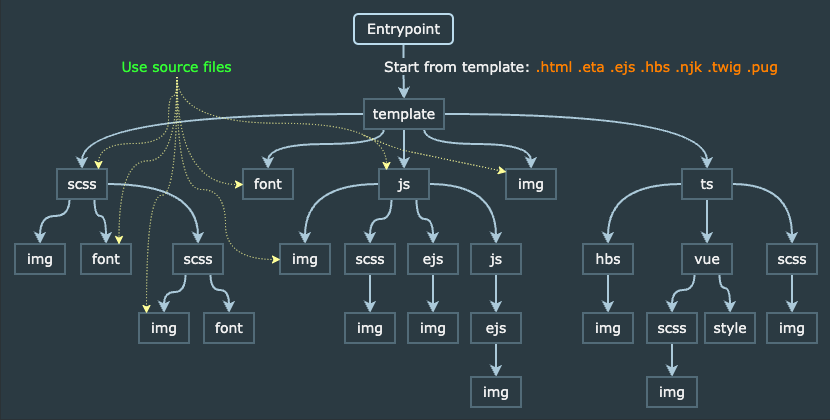 Entrypoint
Use source files
Start from template: .html .eta .ejs .hbs .njk .twig .pug
template
scss
font
js
img
ts
img
font
scss
img
scss
ejs
js
hbs
vue
scss
img
font
img
img
ejs
img
scss
style
img
img
img